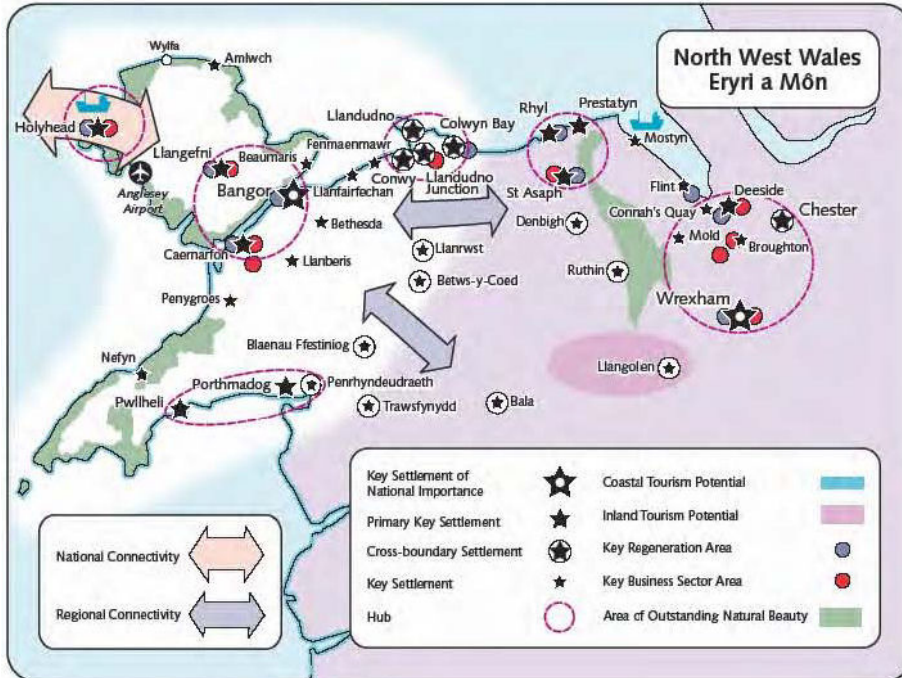 North West Wales
Eryri a Môn
Wylfa
Amlwch
Holyhead
Llangefni
Beaumaris
Fenmaenmawr
Llandudno
Colwyn Bay
Rhyl
Prestatyn
Mostyn
Anglesey
Airport
Bangor
Llanfairfechan
Conwy
Llandudno
Junction
St Asaph
Flint
Deeside
Connah's Quay
Chester
Bethesda
Denbigh
Mold
Broughton
Caernarfon
Llanberis
Llanrwst
Betws-y-Coed
Ruthin
Penygroes
Wrexham
Blaenau Ffestiniog
Nefyn
Llangollen
Porthmadog
Penrhyndeudraeth
Pwllheli
Trawsfynydd
Bala
Key Settlement of
National Importance
Primary Key Settlement
Cross-boundary Settlement
Key Settlement
Hub
Coastal Tourism Potential
Inland Tourism Potential
Key Regeneration Area
Key Business Sector Area
Area of Outstanding Natural Beauty
National Connectivity
Regional Connectivity